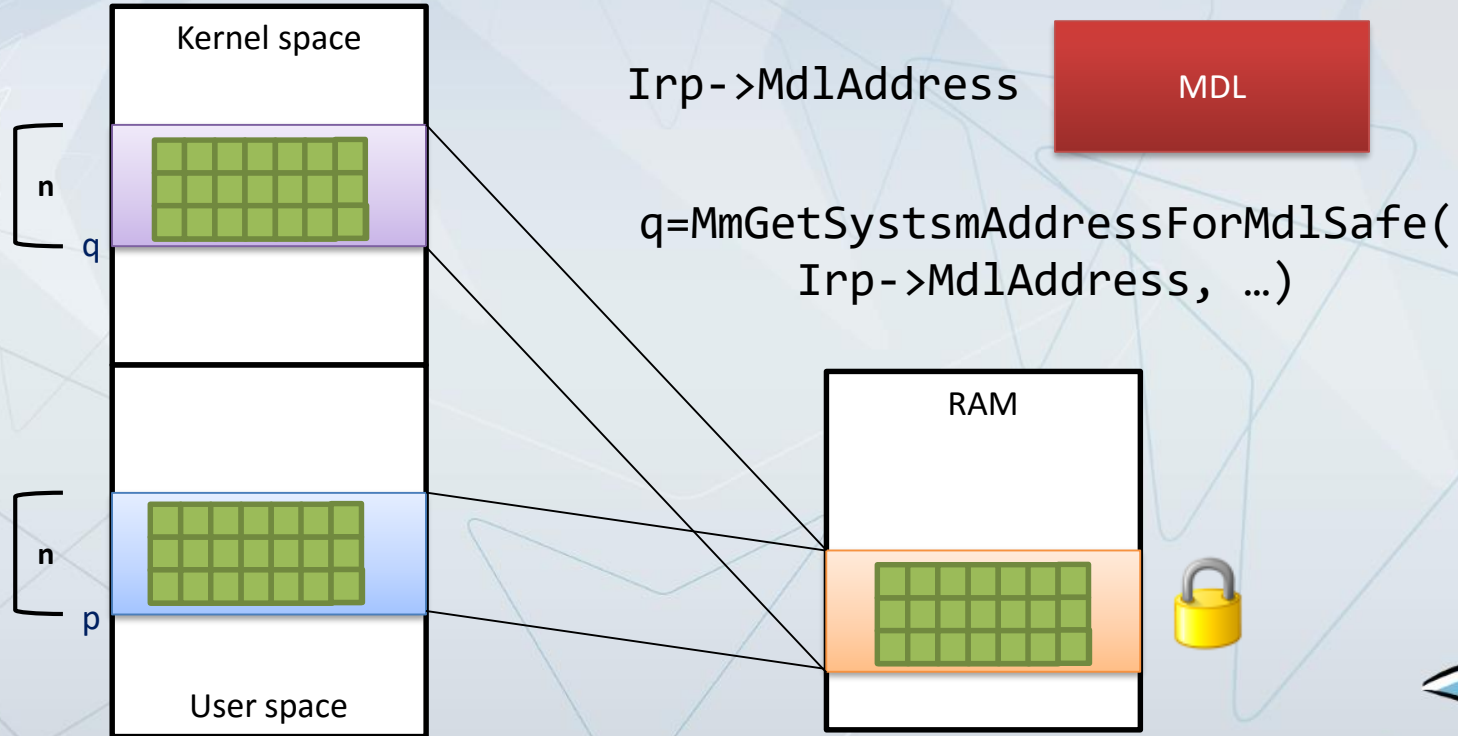 Kernel space
n
q
n
p
User space
Irp->MdlAddress
MDL
q=MmGetSystsmAddressForMdlSafe(
Irp->MdlAddress, …)
RAM